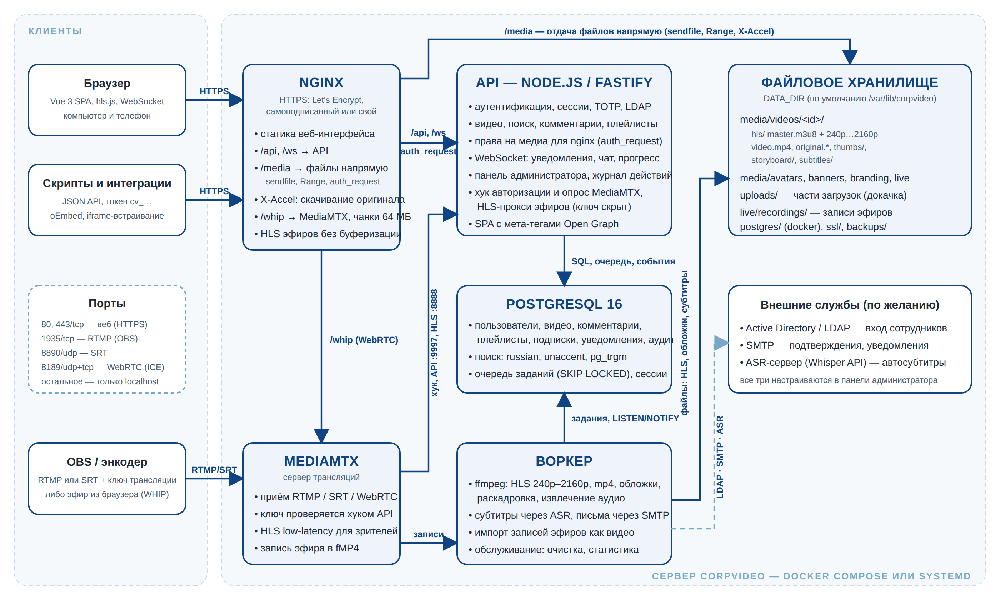 КЛИЕНТЫ
Браузер
Vue 3 SPA, hls.js, WebSocket
компьютер и телефон
HTTPS
Скрипты и интеграции
JSON API, токен cv_…
oEmbed, iframe-встраивание
HTTPS
Порты
80, 443/tcp — веб (HTTPS)
1935/tcp — RTMP (OBS)
8890/udp — SRT
8189/udp+tcp — WebRTC (ICE)
остальное — только localhost
OBS / энкодер
RTMP или SRT + ключ трансляции
либо эфир из браузера (WHIP)
RTMP/SRT
/media — отдача файлов напрямую (sendfile, Range, X-Accel)
NGINX
HTTPS: Let's Encrypt,
самоподписанный или свой
• статика веб-интерфейса
• /api, /ws → API
• /media → файлы напрямую
sendfile, Range, auth_request
• X-Accel: скачивание оригинала
• /whip → MediaMTX, чанки 64 МБ
• HLS эфиров без буферизации
/api, /ws
auth_request
/whip (WebRTC)
хук, API :9997, HLS :8888
MEDIAMTX
сервер трансляций
• приём RTMP / SRT / WebRTC
• ключ проверяется хуком API
• HLS low-latency для зрителей
• запись эфира в fMP4
записи
API — NODE.JS / FASTIFY
• аутентификация, сессии, TOTP, LDAP
• видео, поиск, комментарии, плейлисты
• права на медиа для nginx (auth_request)
• WebSocket: уведомления, чат, прогресс
• панель администратора, журнал действий
• хук авторизации и опрос MediaMTX,
HLS-прокси эфиров (ключ скрыт)
• SPA с мета-тегами Open Graph
SQL, очередь, события
POSTGRESQL 16
• пользователи, видео, комментарии,
плейлисты, подписки, уведомления, аудит
• поиск: russian, unaccent, pg_trgm
• очередь заданий (SKIP LOCKED), сессии
задания, LISTEN/NOTIFY
ВОРКЕР
• ffmpeg: HLS 240p–2160p, mp4, обложки,
раскадровка, извлечение аудио
• субтитры через ASR, письма через SMTP
• импорт записей эфиров как видео
• обслуживание: очистка, статистика
файлы: HLS, обложки, субтитры
LDAP · SMTP · ASR
ФАЙЛОВОЕ ХРАНИЛИЩЕ
DATA_DIR (по умолчанию /var/lib/corpvideo)
media/videos/<id>/
hls/ master.m3u8 + 240p…2160p
video.mp4, original.*, thumbs/,
storyboard/, subtitles/
media/avatars, banners, branding, live
uploads/ — части загрузок (докачка)
live/recordings/ — записи эфиров
postgres/ (docker), ssl/, backups/
Внешние службы (по желанию)
• Active Directory / LDAP — вход сотрудников
• SMTP — подтверждения, уведомления
• ASR-сервер (Whisper API) — автосубтитры
все три настраиваются в панели администратора
СЕРВЕР CORPVIDEO — DOCKER COMPOSE ИЛИ SYSTEMD